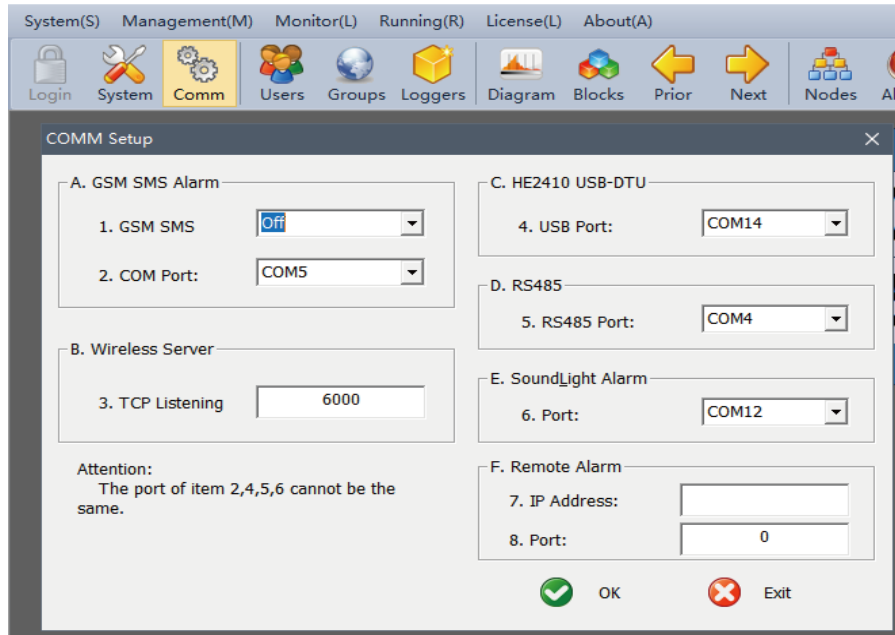 System(S) Management(M) Monitor(L) Running(R) License(L) About(A)
Login System Comm Users Groups Loggers Diagram Blocks Prior Next Nodes
COMM Setup
A. GSM SMS Alarm
1. GSM SMS Off
2. COM Port: COM5
B. Wireless Server
3. TCP Listening 6000
Attention:
The port of item 2,4,5,6 cannot be the
same.
C. HE2410 USB-DTU
4. USB Port: COM14
D. RS485
5. RS485 Port: COM4
E. SoundLight Alarm
6. Port: COM12
F. Remote Alarm
7. IP Address:
8. Port: 0
OK Exit